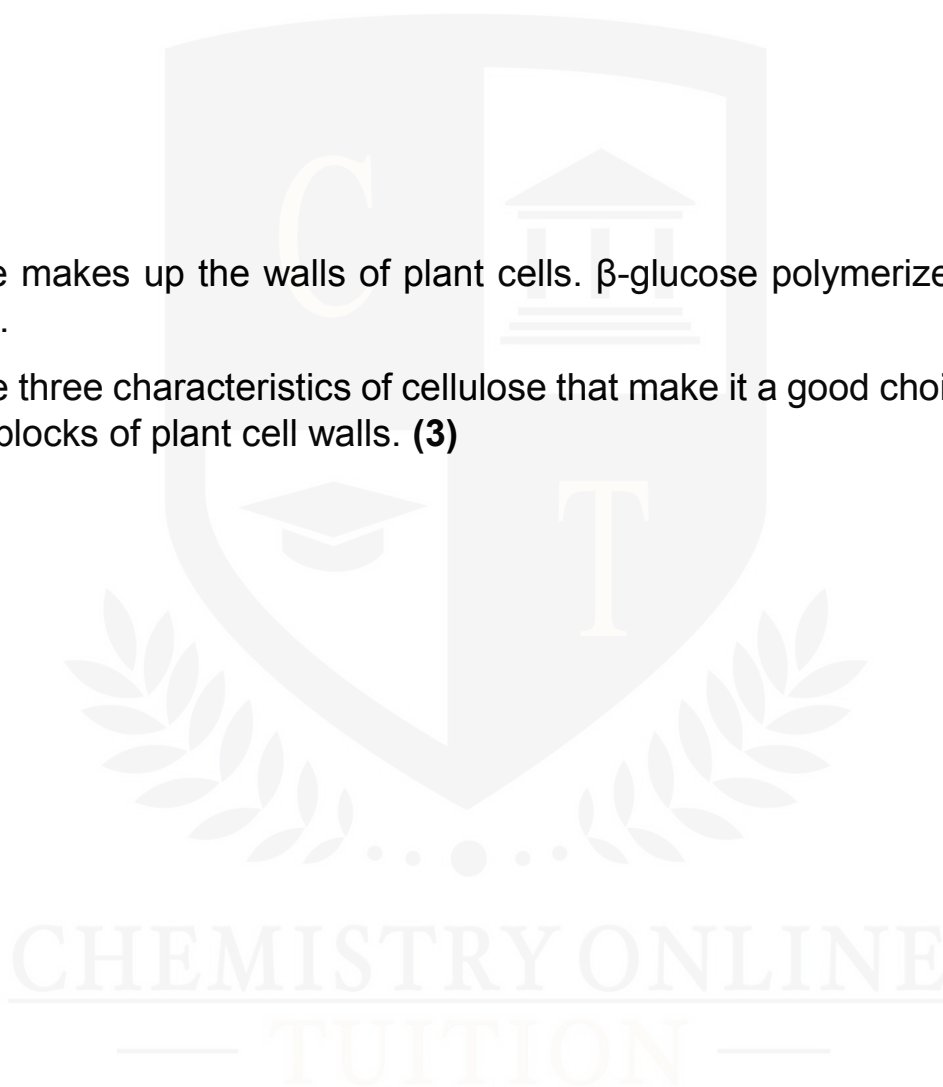 e makes up the walls of plant cells. β-glucose polymerize
.
e three characteristics of cellulose that make it a good choi
blocks of plant cell walls. (3)
C
T
CHEMISTRY ONLINE
TUITION